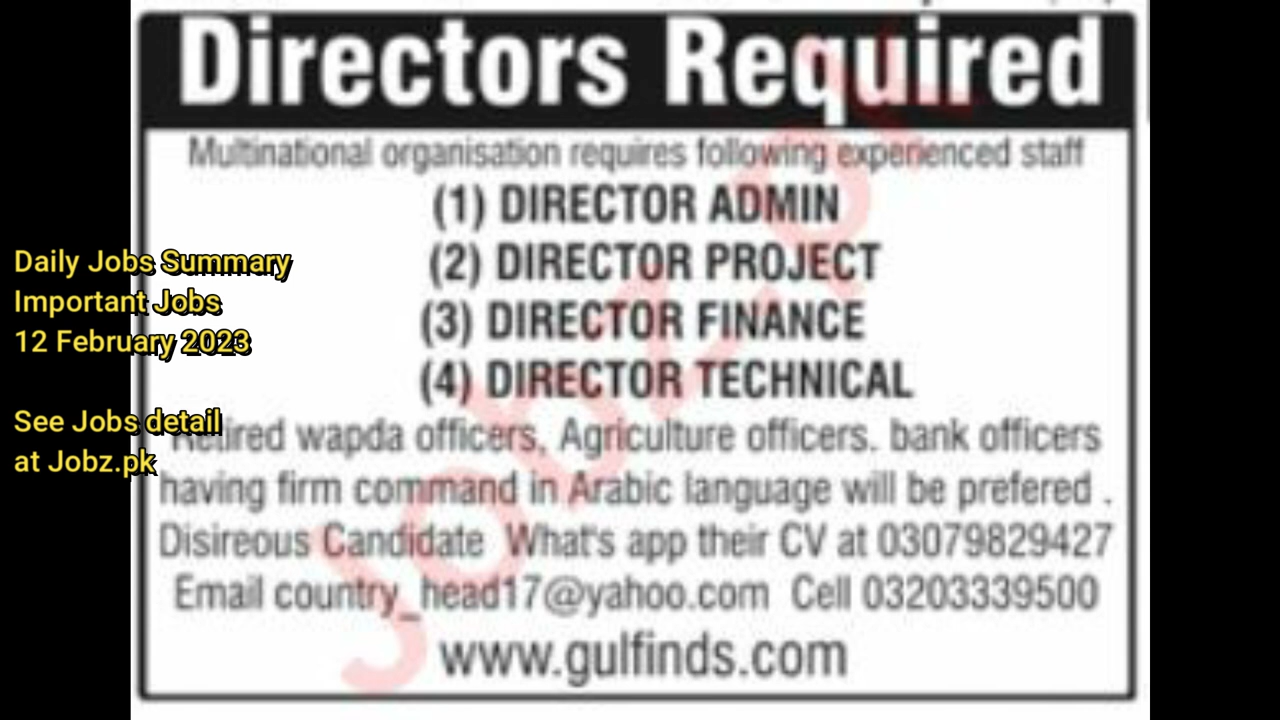 Directors Required
Multinational organisation requires following experienced staff
(1) DIRECTOR ADMIN
(2) DIRECTOR PROJECT
(3) DIRECTOR FINANCE
(4) DIRECTOR TECHNICAL
Retired wapda officers, Agriculture officers. bank officers
having firm command in Arabic language will be prefered .
Disireous Candidate What's app their CV at 03079829427
Email country_head17@yahoo.com Cell 03203339500
www.gulfinds.com
Daily Jobs Summary
Important Jobs
12 February 2023
See Jobs detail
at Jobz.pk
Jobz.pk